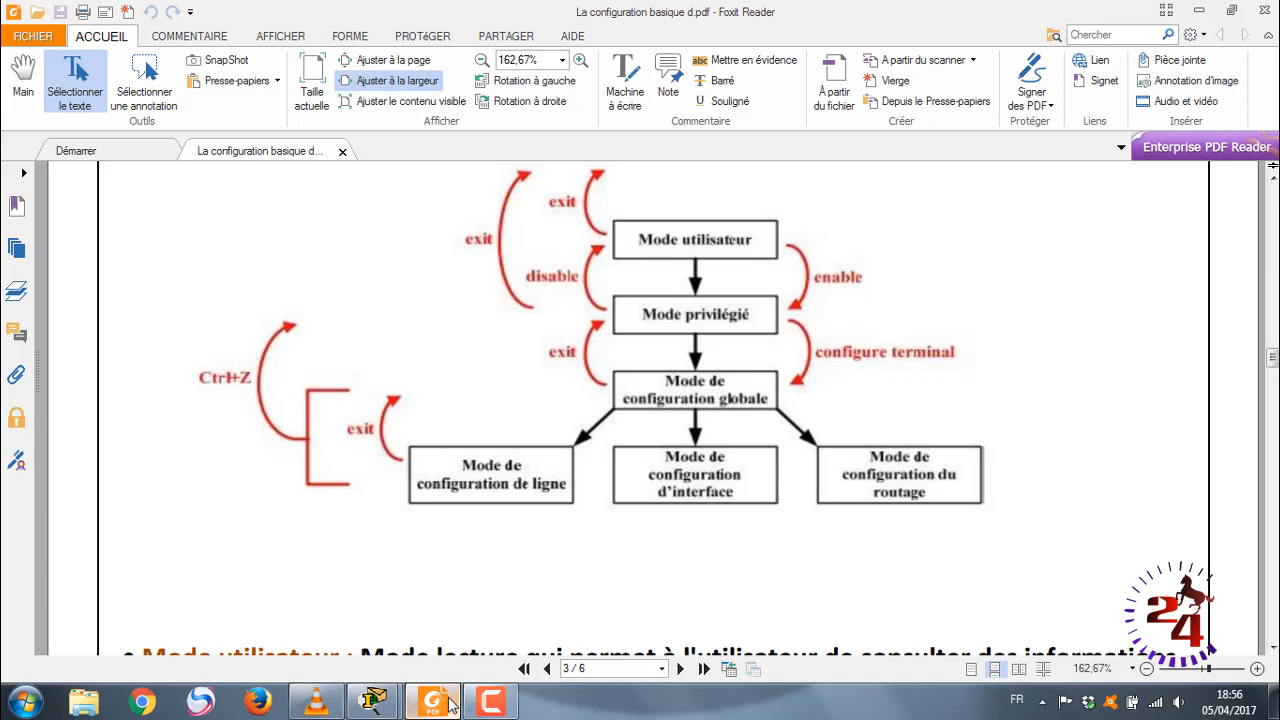 La configuration basique d.pdf - Foxit Reader
FICHIER ACCUEIL COMMENTAIRE AFFICHER FORME PROTéGER PARTAGER AIDE
Chercher
Main
Sélectionner le texte
Sélectionner une annotation
SnapShot
Presse-papiers
Outils
Taille actuelle
Ajuster à la page
Ajuster à la largeur
Ajuster le contenu visible
162,67%
Rotation à gauche
Rotation à droite
Afficher
Machine à écrire
Note
Mettre en évidence
Barré
Souligné
Commentaire
À partir du fichier
A partir du scanner
Vierge
Depuis le Presse-papiers
Créer
Signer des PDF
Protéger
Lien
Signet
Liens
Pièce jointe
Annotation d'image
Audio et vidéo
Insérer
Démarrer
La configuration basique d...
Enterprise PDF Reader
exit
exit
Mode utilisateur
disable
enable
Mode privilégié
exit
configure terminal
Ctrl+Z
Mode de
configuration globale
exit
Mode de
configuration de ligne
Mode de
configuration
d'interface
Mode de
configuration du
routage
24
• Mode utilisateur : Mode lecture qui permet à l'utilisateur de consulter des informations
3 / 6
162,67%
FR
18:56
05/04/2017